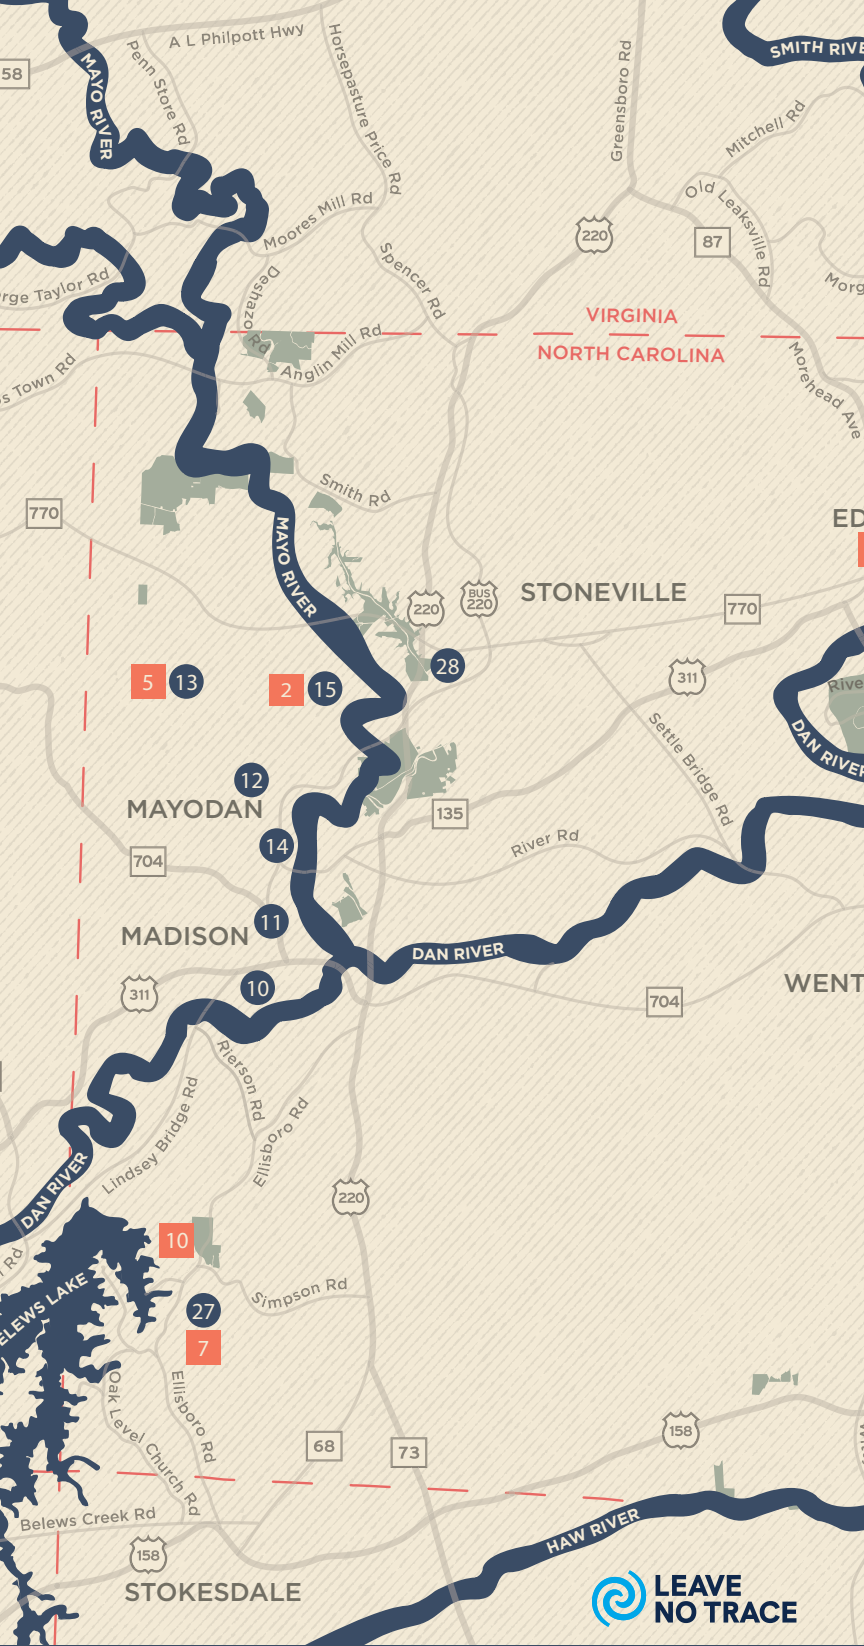 A L Philpott Hwy
58
MAYO RIVER
Penn Store Rd
Horsepasture Price Rd
Greensboro Rd
SMITH RIVE
Mitchell Rd
Old Leaksville Rd
Moores Mill Rd
220
87
Spencer Rd
Deshazo Rd
rge Taylor Rd
Morg
VIRGINIA
NORTH CAROLINA
Anglin Mill Rd
Morehead Ave
s Town Rd
Smith Rd
770
ED
MAYO RIVER
220
BUS
220
STONEVILLE
770
28
311
5
13
2
15
Rive
DAN RIVER
Settle Bridge Rd
12
MAYODAN
135
14
River Rd
704
11
MADISON
DAN RIVER
WENT
311
10
704
Rierson Rd
Lindsey Bridge Rd
Ellisboro Rd
DAN RIVER
220
10
Rd
ELEWS LAKE
Simpson Rd
27
7
Oak Level Church Rd
Ellisboro Rd
158
68
73
Belews Creek Rd
HAW RIVER
158
STOKESDALE
LEAVE
NO TRACE